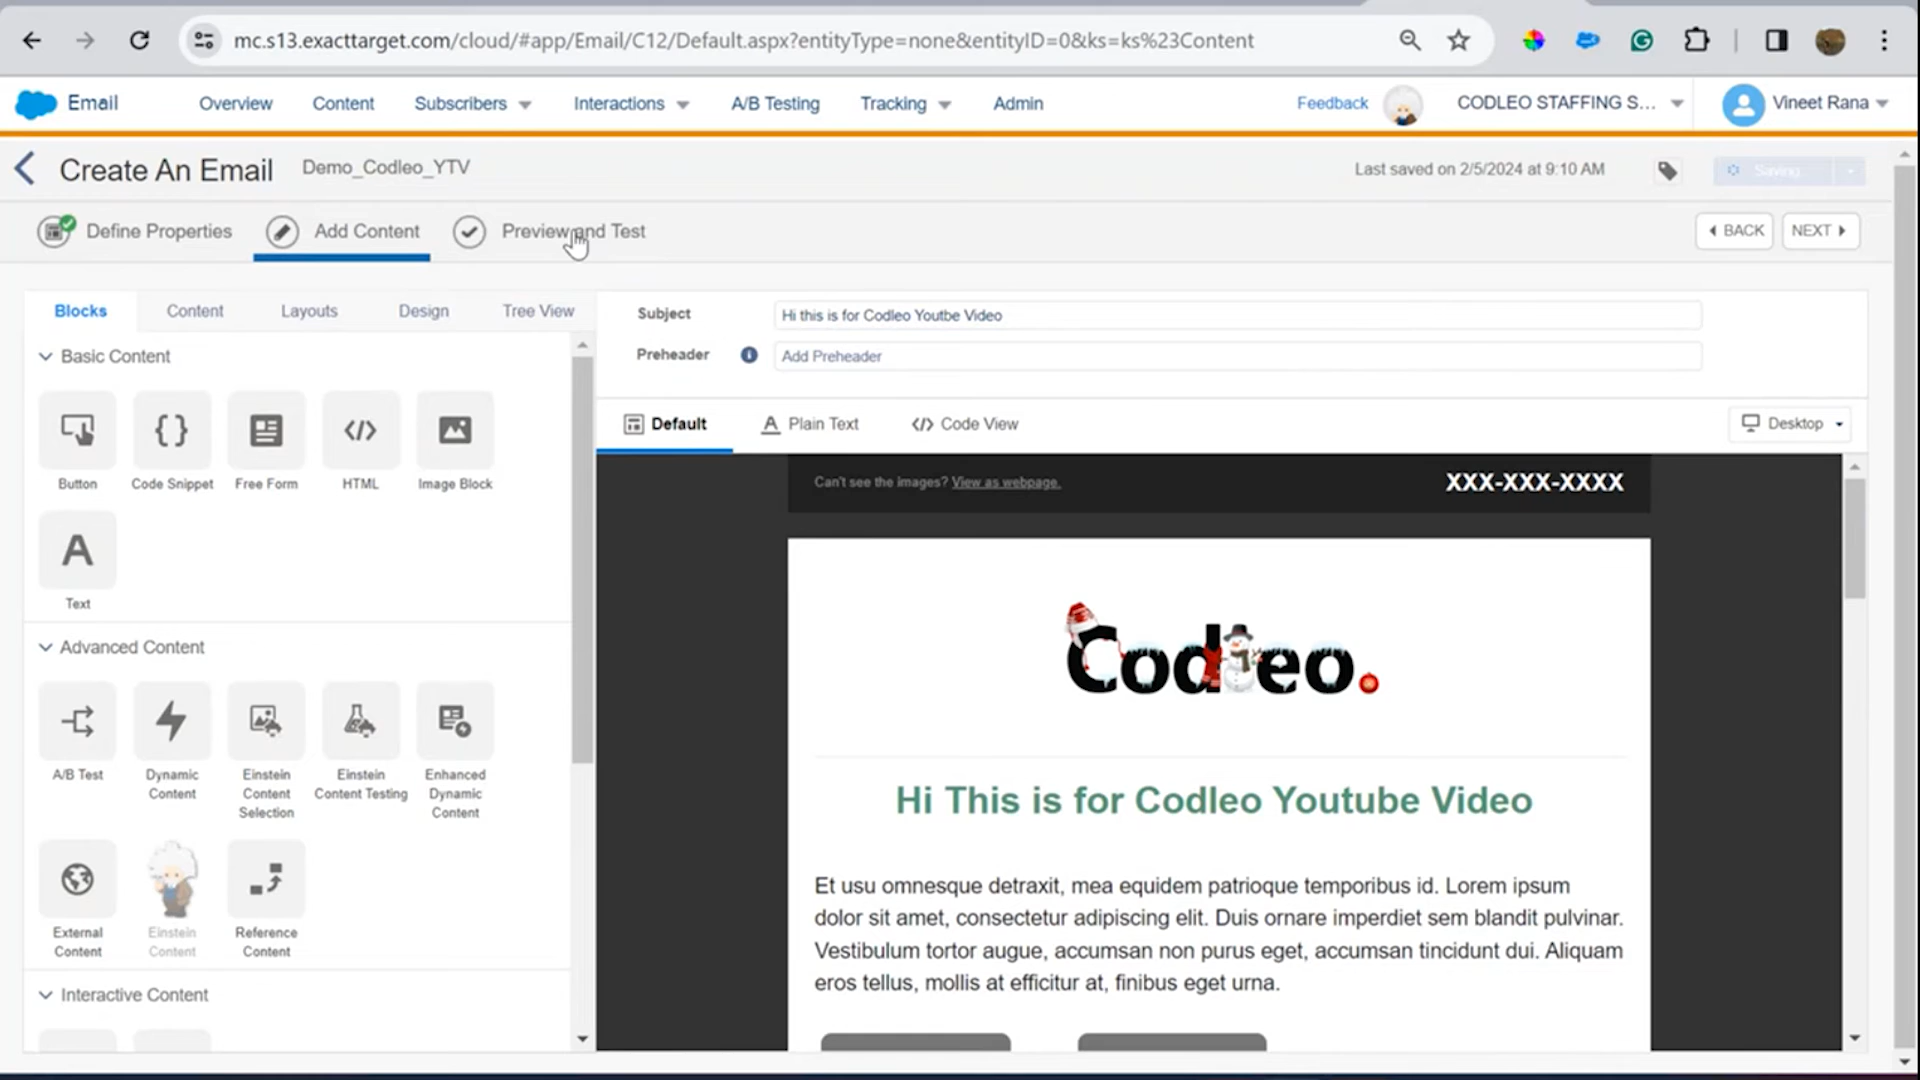 mc.s13.exacttarget.com/cloud/#app/Email/C12/Default.aspx?entityType=none&entityID=0&ks=ks%23Content
Email
Overview
Content
Subscribers
Interactions
A/B Testing
Tracking
Admin
Feedback
CODLEO STAFFING S...
Vineet Rana
Create An Email
Demo_Codleo_YTV
Last saved on 2/5/2024 at 9:10 AM
Saving...
Define Properties
Add Content
Preview and Test
BACK
NEXT
Blocks
Content
Layouts
Design
Tree View
Subject
Hi this is for Codleo Youtbe Video
Preheader
Add Preheader
Basic Content
Button
Code Snippet
Free Form
HTML
Image Block
Text
Default
Plain Text
Code View
Desktop
Can't see the images? View as webpage.
XXX-XXX-XXXX
Codleo.
Hi This is for Codleo Youtube Video
Et usu omnesque detraxit, mea equidem patrioque temporibus id. Lorem ipsum
dolor sit amet, consectetur adipiscing elit. Duis ornare imperdiet sem blandit pulvinar.
Vestibulum tortor augue, accumsan non purus eget, accumsan tincidunt dui. Aliquam
eros tellus, mollis at efficitur at, finibus eget urna.
Advanced Content
A/B Test
Dynamic
Content
Einstein
Content
Selection
Einstein
Content Testing
Enhanced
Dynamic
Content
External
Content
Einstein
Content
Reference
Content
Interactive Content